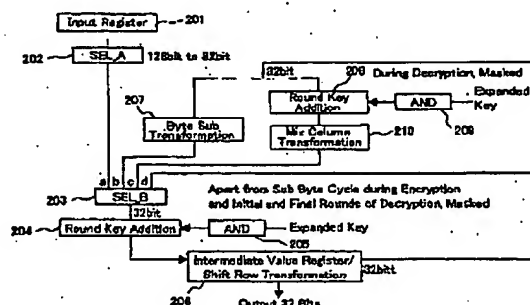 Input Register 201
202 SEL_A 128bit to 32bit
32bit
208 During Decryption, Masked
207
Round Key Addition
AND
Expanded Key
209
Byte Sub Transformation
Mix Column Transformation
210
a b c d
203 SEL_B
Apart from Sub Byte Cycle during Encryption
and Initial and Final Rounds of Decryption, Masked
32bit
204 Round Key Addition
AND
Expanded Key
205
Intermediate Value Register/
Shift Row Transformation
32bit
206
Output 32 Bits